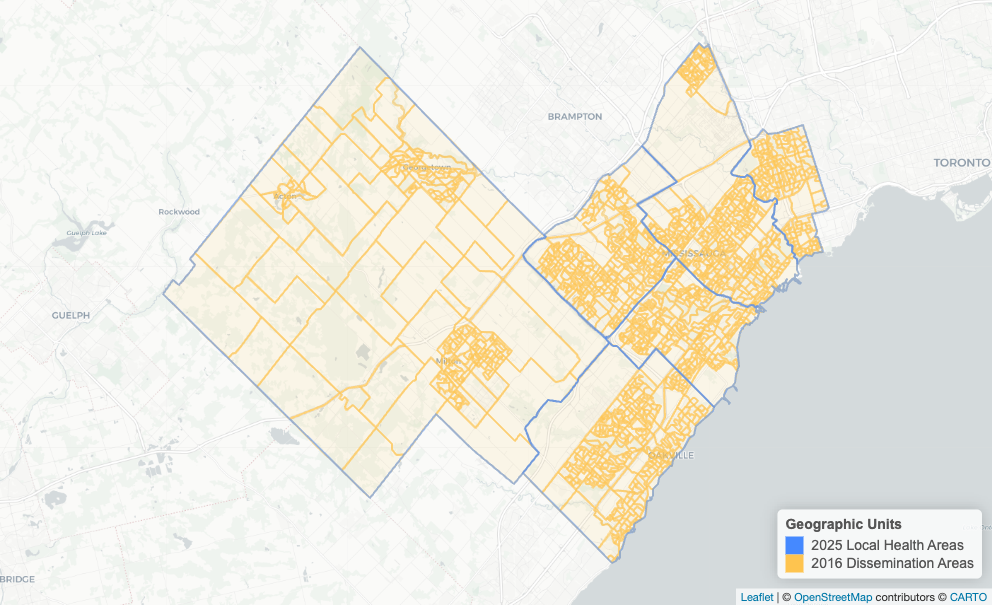 BRAMPTON
TORONTO
Georgetown
Acton
Rockwood
Guelph Lake
MISSISSAUGA
GUELPH
Milton
OAKVILLE
BRIDGE
Geographic Units
2025 Local Health Areas
2016 Dissemination Areas
Leaflet | © OpenStreetMap contributors © CARTO